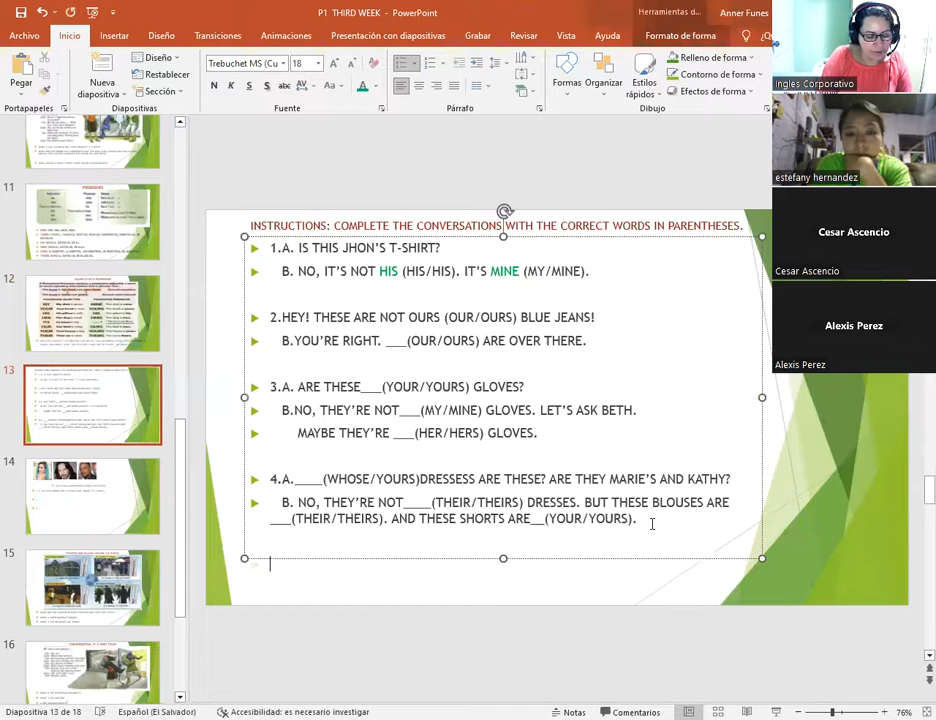 P1 THIRD WEEK - PowerPoint
Herramientas d...
Anner Funes
Archivo
Inicio
Insertar
Diseño
Transiciones
Animaciones
Presentación con diapositivas
Grabar
Revisar
Vista
Ayuda
Formato de forma
Pegar
Nueva
diapositiva
Diseño
Restablecer
Sección
Trebuchet MS (Cu
18
N K S S abc AV Aa A
Formas
Organizar
Estilos
rápidos
Relleno de forma
Contorno de forma
Efectos de forma
Portapapeles
Diapositivas
Fuente
Párrafo
Dibujo
Ingles Corporativo
estefany hernandez
Cesar Ascencio
Cesar Ascencio
Alexis Perez
Alexis Perez
11
12
13
14
15
16
INSTRUCTIONS: COMPLETE THE CONVERSATIONS WITH THE CORRECT WORDS IN PARENTHESES.
1.A. IS THIS JHON'S T-SHIRT?
B. NO, IT'S NOT HIS (HIS/HIS). IT'S MINE (MY/MINE).
2.HEY! THESE ARE NOT OURS (OUR/OURS) BLUE JEANS!
B.YOU'RE RIGHT. ___(OUR/OURS) ARE OVER THERE.
3.A. ARE THESE___(YOUR/YOURS) GLOVES?
B.NO, THEY'RE NOT___(MY/MINE) GLOVES. LET'S ASK BETH.
MAYBE THEY'RE ___(HER/HERS) GLOVES.
4.A.____(WHOSE/YOURS)DRESSESS ARE THESE? ARE THEY MARIE'S AND KATHY?
B. NO, THEY'RE NOT____(THEIR/THEIRS) DRESSES. BUT THESE BLOUSES ARE
___(THEIR/THEIRS). AND THESE SHORTS ARE__(YOUR/YOURS).
Diapositiva 13 de 18
Español (El Salvador)
Accesibilidad: es necesario investigar
Notas
Comentarios
76%